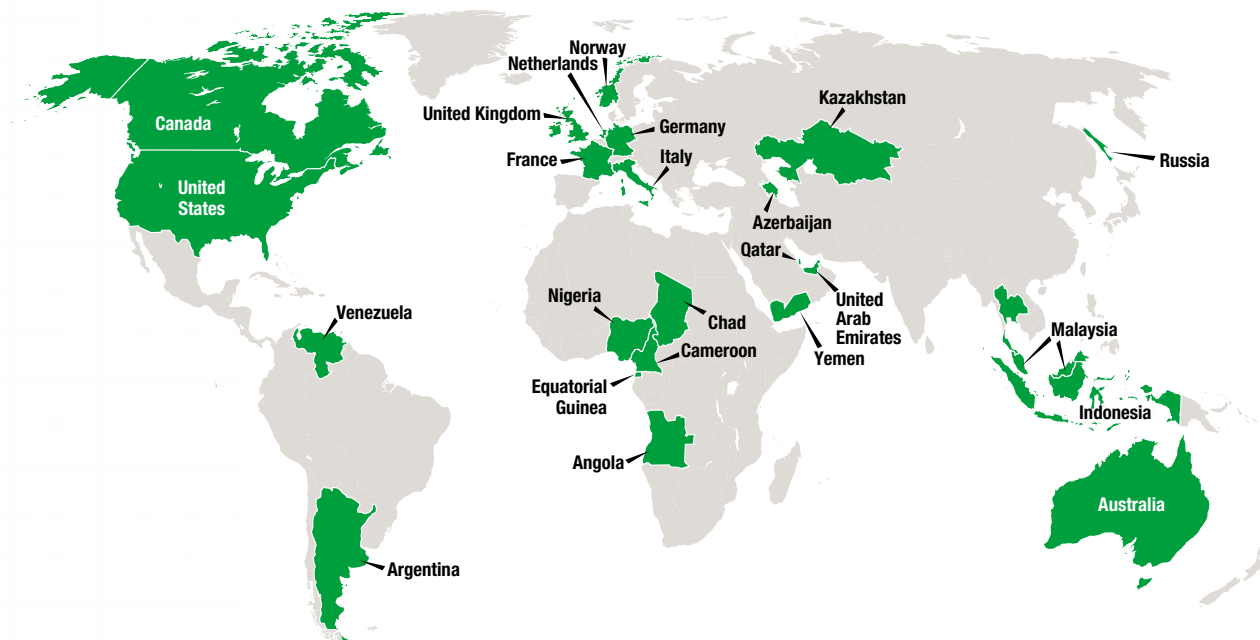 Norway
Netherlands
United Kingdom
Germany
France
Italy
Kazakhstan
Russia
Canada
United
States
Azerbaijan
Qatar
United
Arab
Emirates
Yemen
Venezuela
Nigeria
Chad
Cameroon
Equatorial
Guinea
Angola
Malaysia
Indonesia
Australia
Argentina